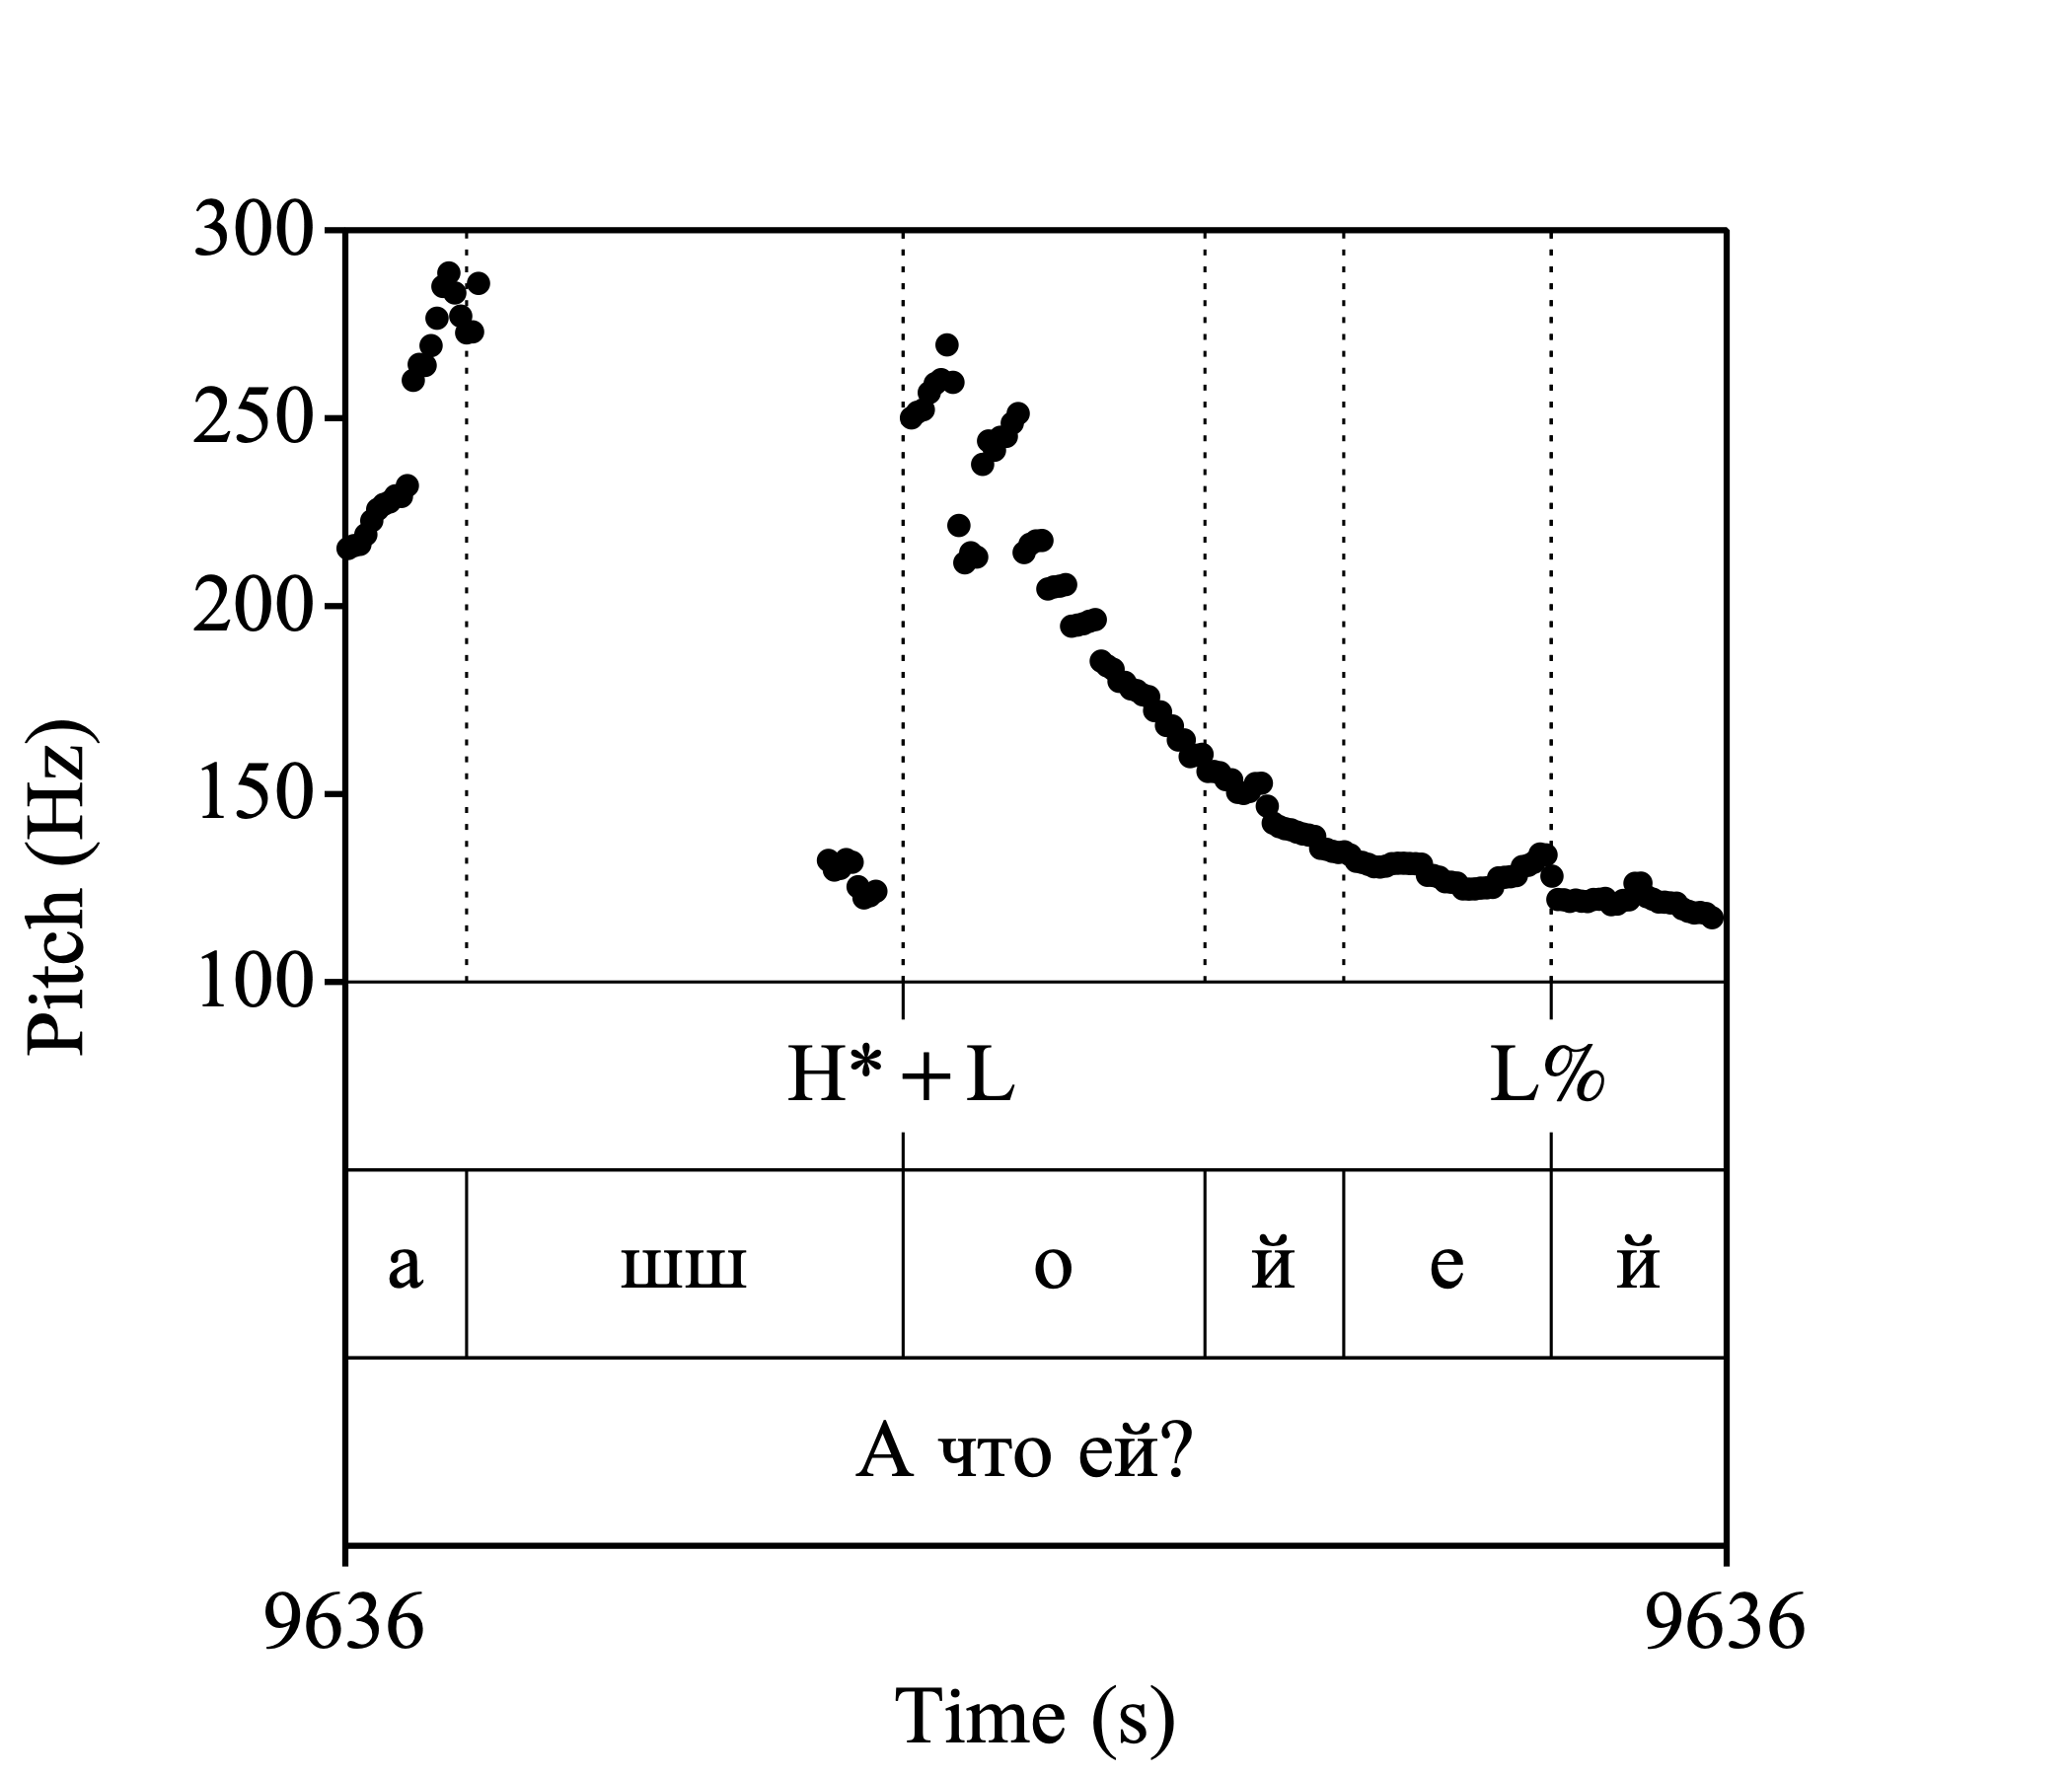 300
250
200
150
100
Pitch (Hz)
H* + L L%
а шш о й е й
А что ей?
9636 9636
Time (s)